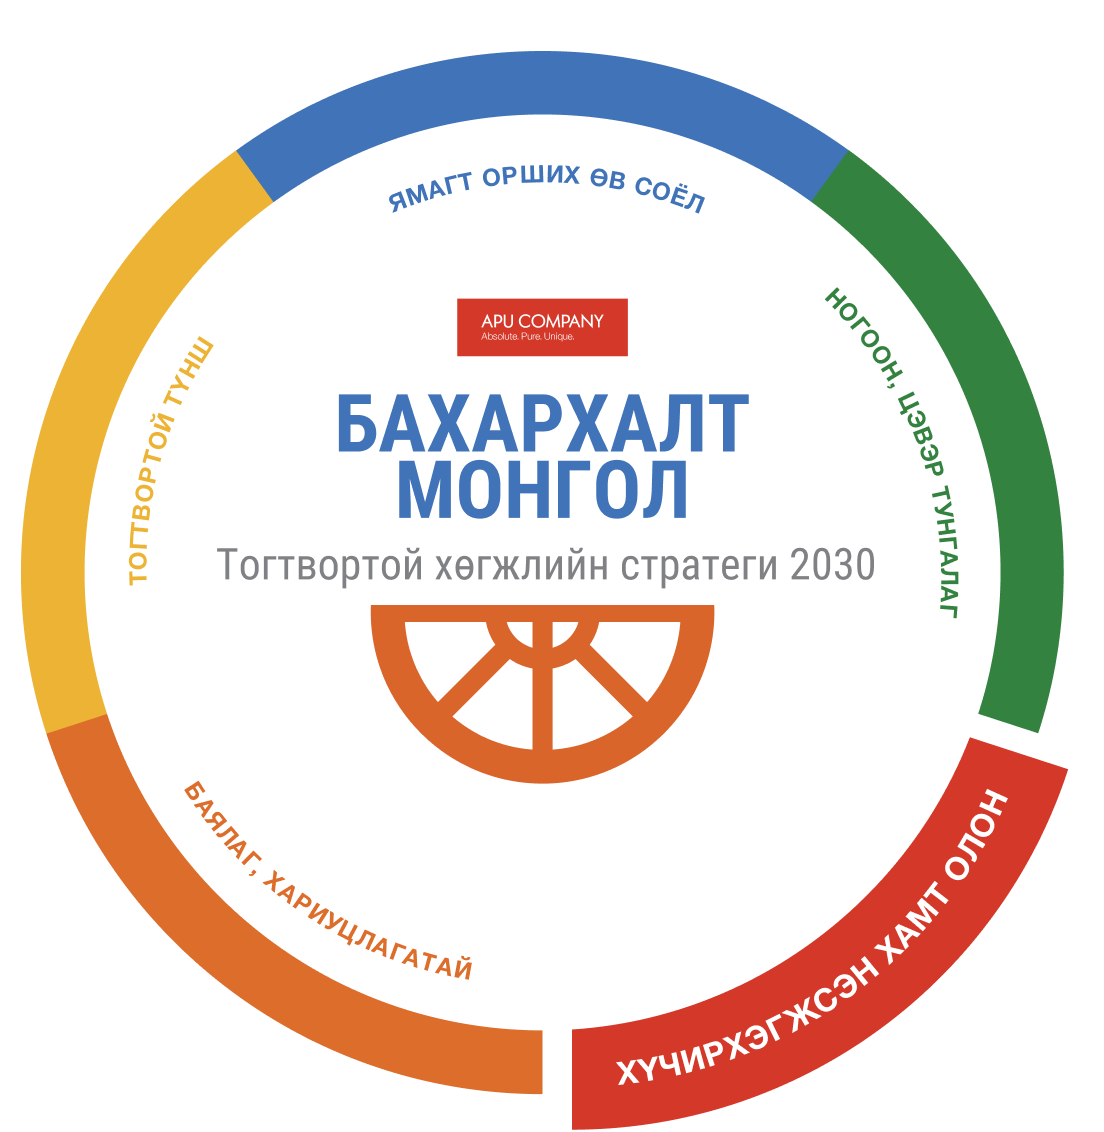 ЯМАГТ ОРШИХ ӨВ СОЁЛ
НОГООН, ЦЭВЭР ТУНГАЛАГ
ТОГТВОРТОЙ ТҮНШ
APU COMPANY
Absolute. Pure. Unique.
БАХАРХАЛТ
МОНГОЛ
Тогтвортой хөгжлийн стратеги 2030
БАЯЛАГ, ХАРИУЦЛАГАТАЙ
ХҮЧИРХЭГЖСЭН ХАМТ ОЛОН